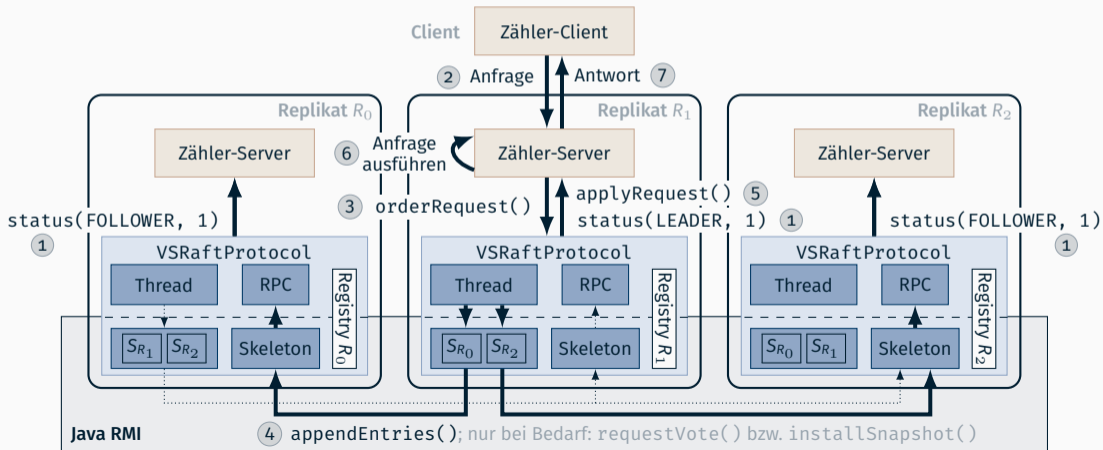 Client Zähler-Client
2 Anfrage Antwort 7
Replikat R0 Replikat R1 Replikat R2
Zähler-Server 6 Anfrage ausführen Zähler-Server Zähler-Server
3 orderRequest() applyRequest() 5
status(FOLLOWER, 1) status(LEADER, 1) 1 status(FOLLOWER, 1)
1 1
VSRaftProtocol VSRaftProtocol VSRaftProtocol
Thread RPC Registry R0 Thread RPC Registry R1 Thread RPC Registry R2
SR1 SR2 Skeleton SR0 SR2 Skeleton SR0 SR1 Skeleton
Java RMI 4 appendEntries(); nur bei Bedarf: requestVote() bzw. installSnapshot()